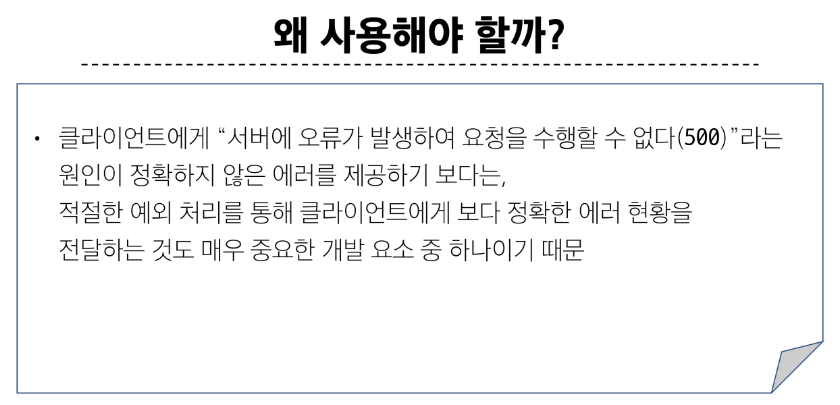 왜 사용해야 할까?
• 클라이언트에게 “서버에 오류가 발생하여 요청을 수행할 수 없다(500)”라는
원인이 정확하지 않은 에러를 제공하기 보다는,
적절한 예외 처리를 통해 클라이언트에게 보다 정확한 에러 현황을
전달하는 것도 매우 중요한 개발 요소 중 하나이기 때문